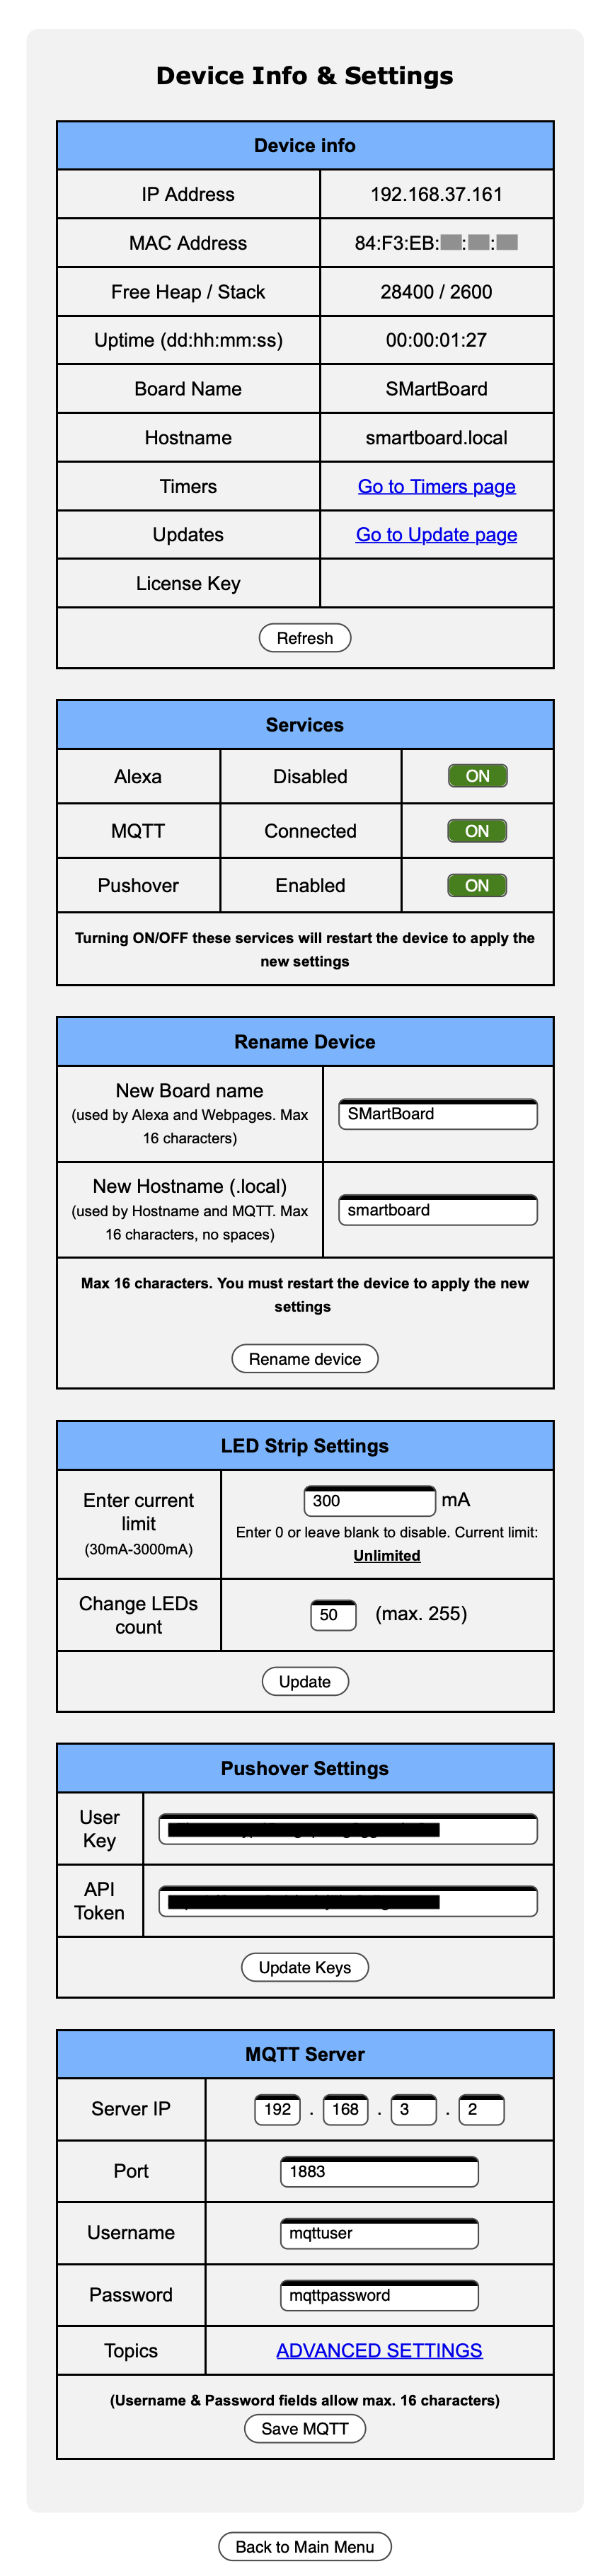 Device Info & Settings
Device info
IP Address 192.168.37.161
MAC Address 84:F3:EB: : :
Free Heap / Stack 28400 / 2600
Uptime (dd:hh:mm:ss) 00:00:01:27
Board Name SMartBoard
Hostname smartboard.local
Timers Go to Timers page
Updates Go to Update page
License Key
Refresh
Services
Alexa Disabled ON
MQTT Connected ON
Pushover Enabled ON
Turning ON/OFF these services will restart the device to apply the
new settings
Rename Device
New Board name
(used by Alexa and Webpages. Max
16 characters)
SMartBoard
New Hostname (.local)
(used by Hostname and MQTT. Max
16 characters, no spaces)
smartboard
Max 16 characters. You must restart the device to apply the new
settings
Rename device
LED Strip Settings
Enter current
limit
(30mA-3000mA)
300 mA
Enter 0 or leave blank to disable. Current limit:
Unlimited
Change LEDs
count
50 (max. 255)
Update
Pushover Settings
User
Key
API
Token
Update Keys
MQTT Server
Server IP 192 . 168 . 3 . 2
Port 1883
Username mqttuser
Password mqttpassword
Topics ADVANCED SETTINGS
(Username & Password fields allow max. 16 characters)
Save MQTT
Back to Main Menu